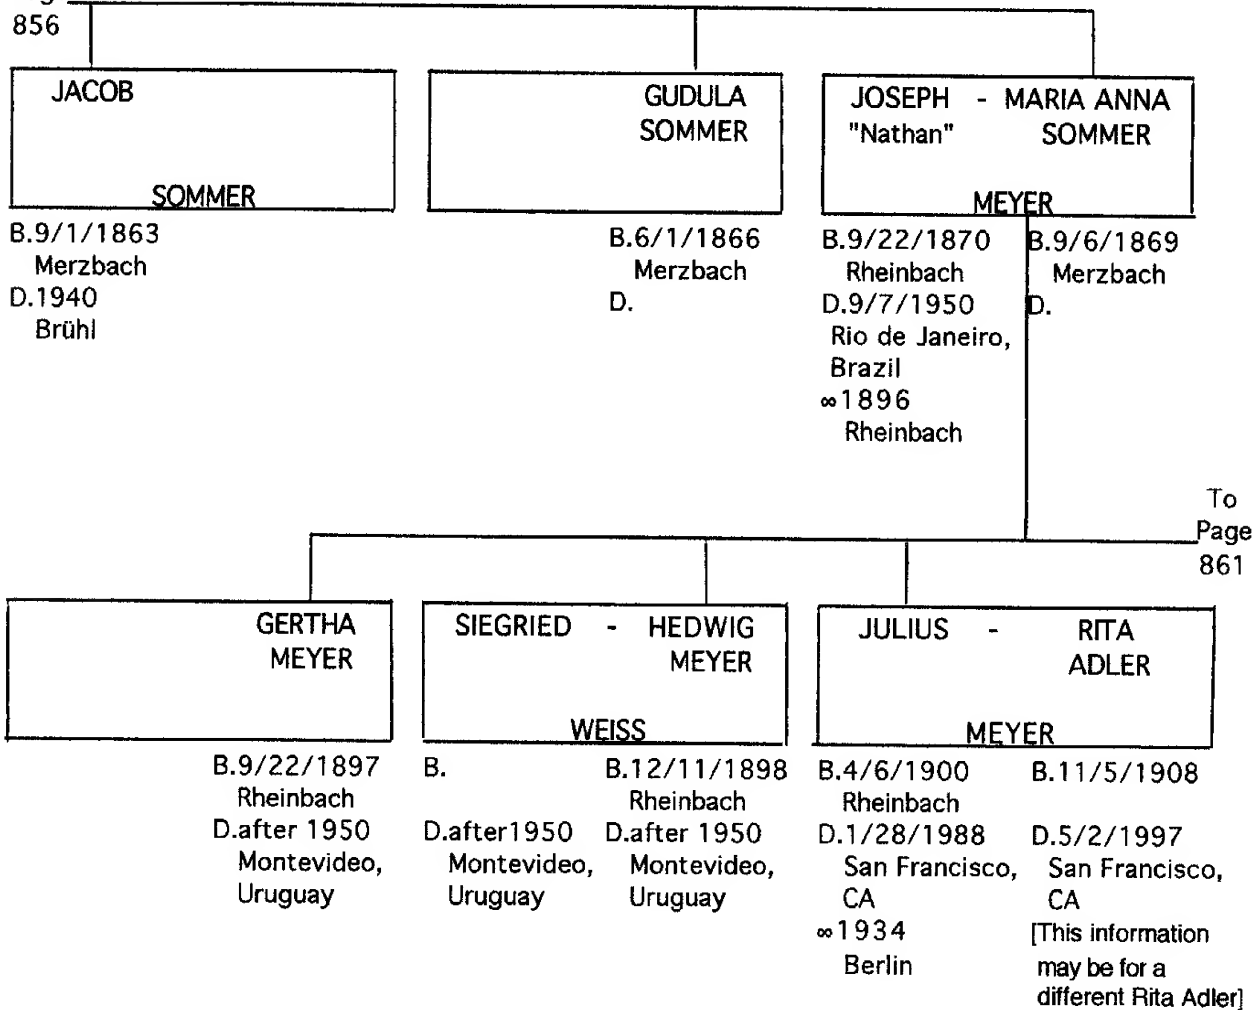 856
JACOB
SOMMER
B.9/1/1863
Merzbach
D.1940
Brühl
GUDULA
SOMMER
B.6/1/1866
Merzbach
D.
JOSEPH - MARIA ANNA
"Nathan" SOMMER
MEYER
B.9/22/1870 B.9/6/1869
Rheinbach Merzbach
D.9/7/1950 D.
Rio de Janeiro,
Brazil
∞1896
Rheinbach
To
Page
861
GERTHA
MEYER
B.9/22/1897
Rheinbach
D.after 1950
Montevideo,
Uruguay
SIEGRIED - HEDWIG
MEYER
WEISS
B. B.12/11/1898
Rheinbach
D.after1950 D.after 1950
Montevideo, Montevideo,
Uruguay Uruguay
JULIUS - RITA
ADLER
MEYER
B.4/6/1900 B.11/5/1908
Rheinbach
D.1/28/1988 D.5/2/1997
San Francisco, San Francisco,
CA CA
∞1934 [This information
Berlin may be for a
different Rita Adler]